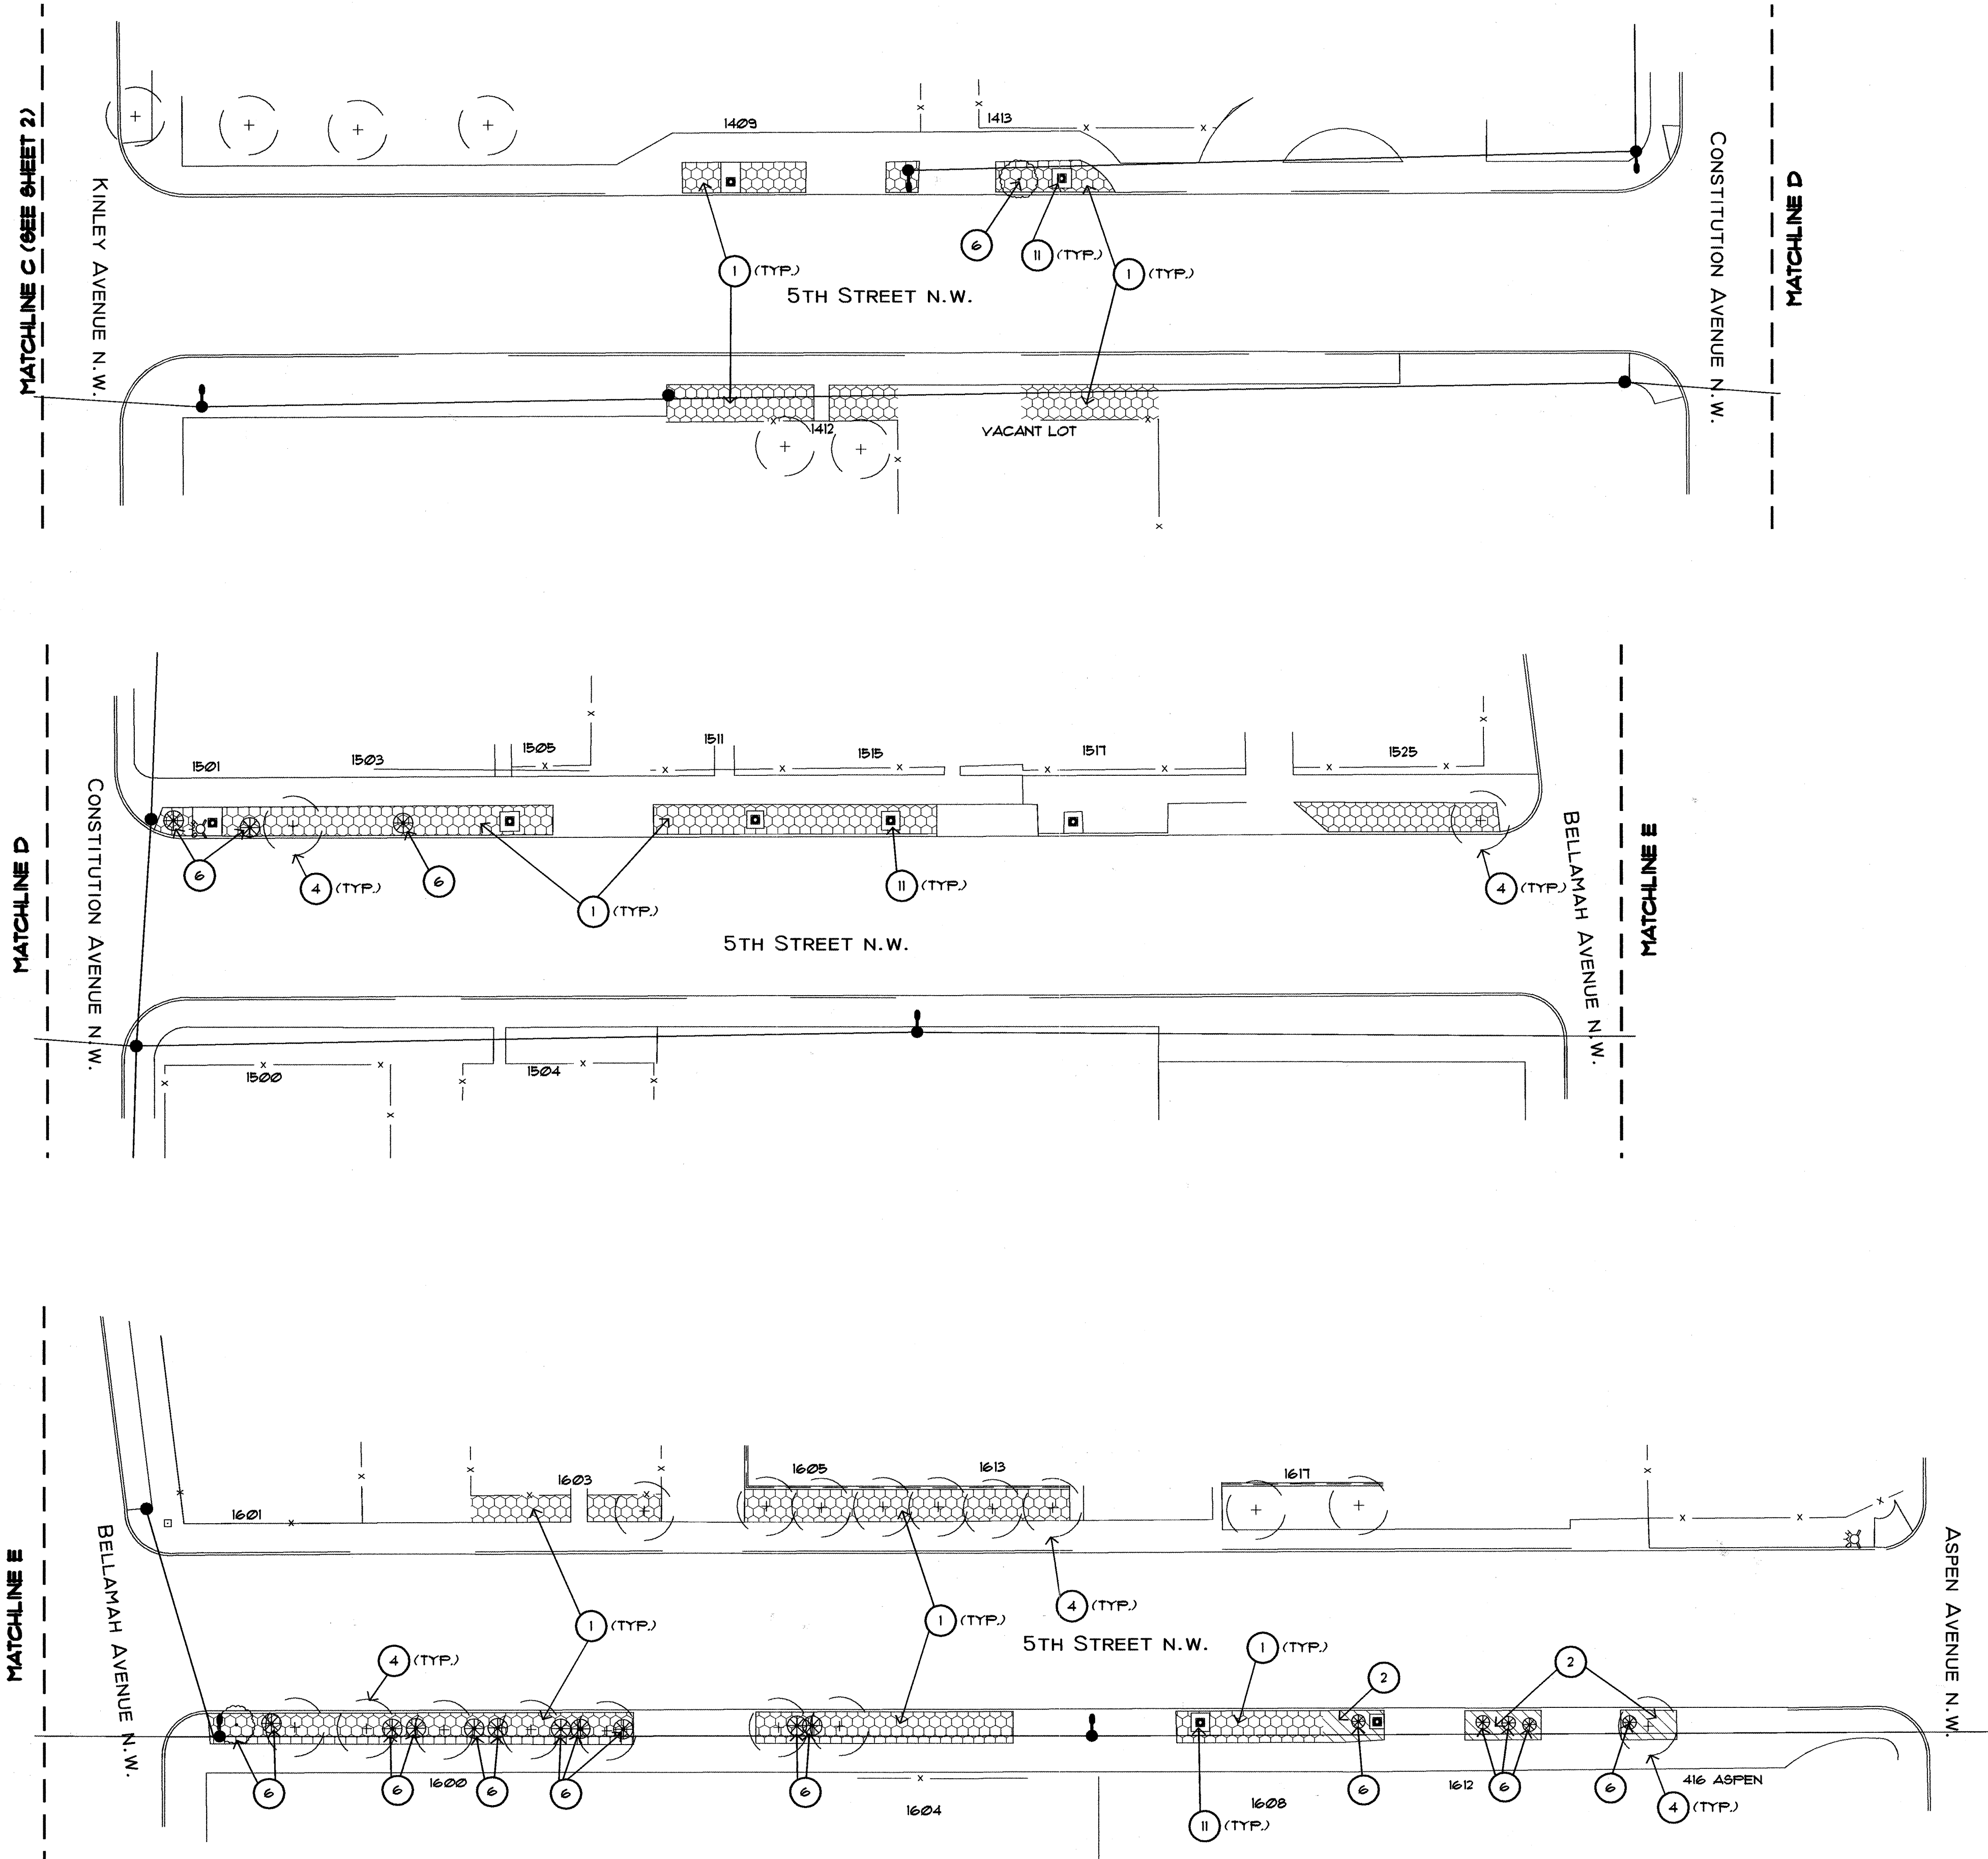 MATCHLINE C (SEE SHEET 2)
KINLEY AVENUE N.W.
1409
1413
CONSTITUTION AVENUE N.W.
MATCHLINE D
6
11 (TYP.)
1 (TYP.)
1 (TYP.)
5TH STREET N.W.
1412
VACANT LOT
MATCHLINE D
CONSTITUTION AVENUE N.W.
1501
1503
1505
1511
1515
1517
1525
BELLAMAH AVENUE N.W.
MATCHLINE E
6
4 (TYP.)
6
1 (TYP.)
11 (TYP.)
4 (TYP.)
5TH STREET N.W.
1500
1504
MATCHLINE E
BELLAMAH AVENUE N.W.
1601
1603
1605
1613
1617
ASPEN AVENUE N.W.
4 (TYP.)
1 (TYP.)
1 (TYP.)
4 (TYP.)
5TH STREET N.W.
1 (TYP.)
2
2
6
6
1600
6
6
6
1604
11 (TYP.)
1608
6
1612
6
6
4 (TYP.)
416 ASPEN